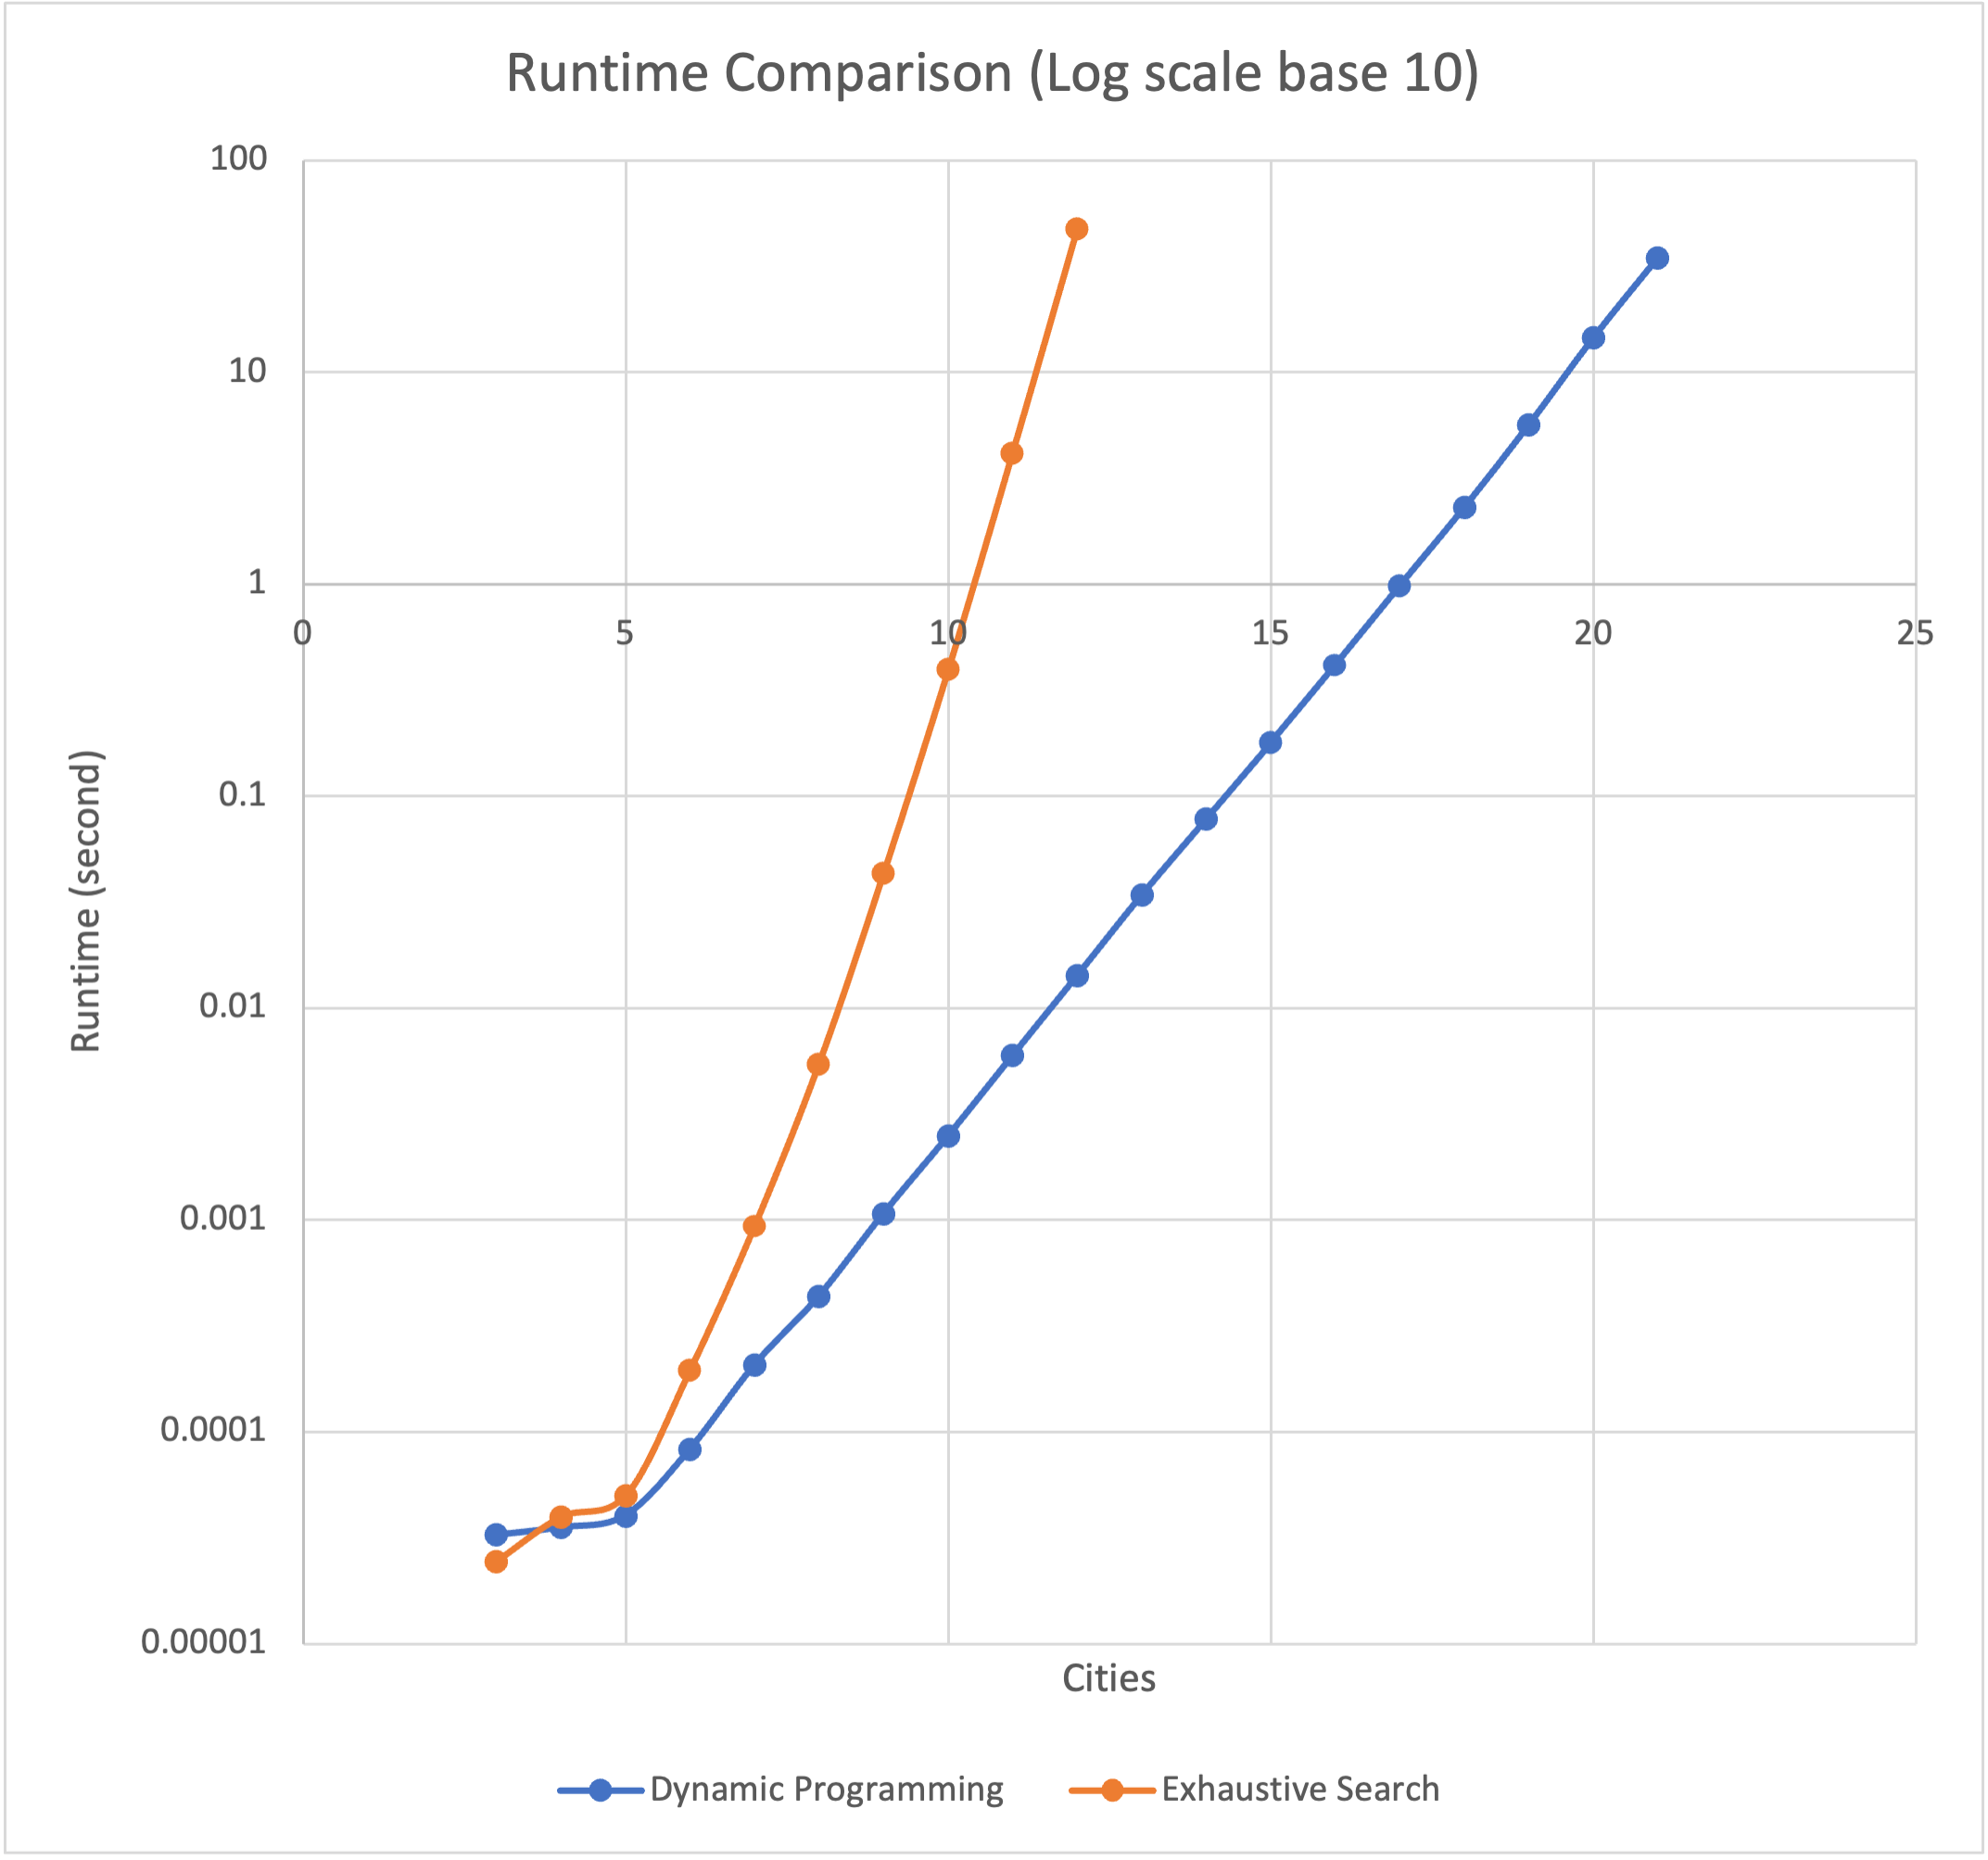 Runtime Comparison (Log scale base 10)
100
10
1
0 5 10 15 20 25
0.1
0.01
0.001
0.0001
0.00001
Runtime (second)
Cities
Dynamic Programming Exhaustive Search